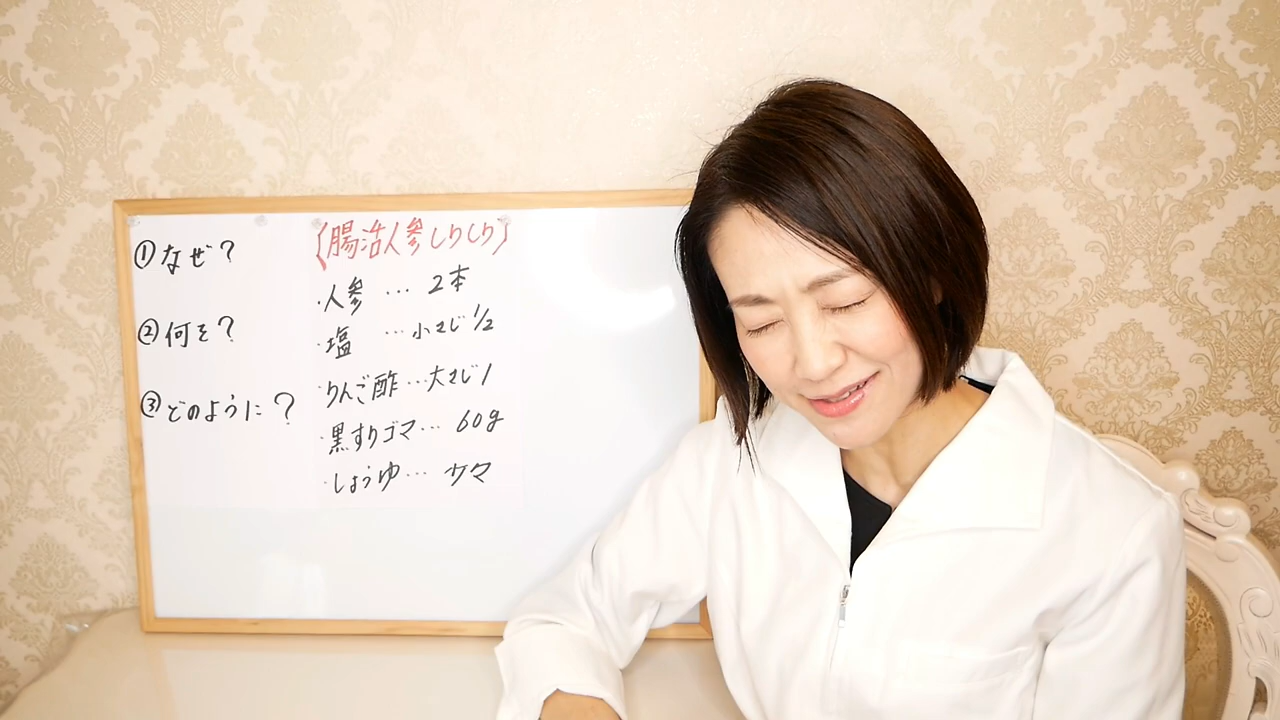 ①なぜ?
②何を?
③どのように?
〔腸活人参しりしり〕
・人参…2本
・塩…小さじ1/2
・りんご酢…大さじ1
・黒すりゴマ…60g
・しょうゆ…少々